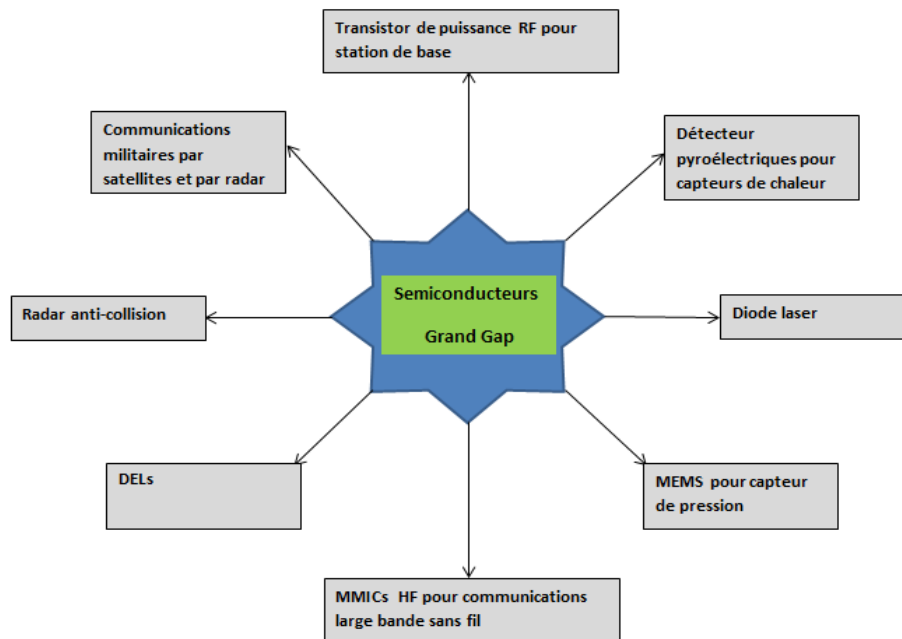 Transistor de puissance RF pour
station de base
Communications
militaires par
satellites et par radar
Détecteur
pyroélectriques pour
capteurs de chaleur
Semiconducteurs
Grand Gap
Radar anti-collision
Diode laser
DELs
MEMS pour capteur
de pression
MMICs HF pour communications
large bande sans fil